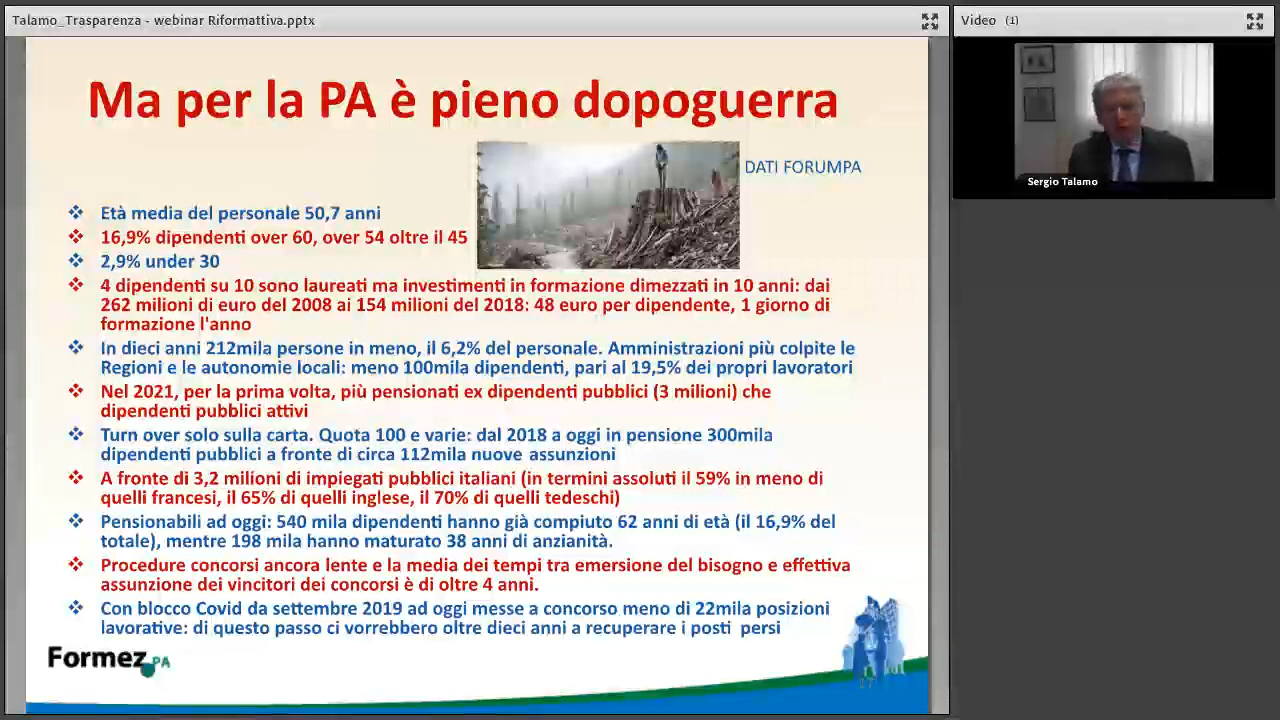 Talamo_Trasparenza - webinar Riformattiva.pptx
Video (1)
Ma per la PA è pieno dopoguerra
DATI FORUMPA
Sergio Talamo
Età media del personale 50,7 anni
16,9% dipendenti over 60, over 54 oltre il 45
2,9% under 30
4 dipendenti su 10 sono laureati ma investimenti in formazione dimezzati in 10 anni: dai
262 milioni di euro del 2008 ai 154 milioni del 2018: 48 euro per dipendente, 1 giorno di
formazione l'anno
In dieci anni 212mila persone in meno, il 6,2% del personale. Amministrazioni più colpite le
Regioni e le autonomie locali: meno 100mila dipendenti, pari al 19,5% dei propri lavoratori
Nel 2021, per la prima volta, più pensionati ex dipendenti pubblici (3 milioni) che
dipendenti pubblici attivi
Turn over solo sulla carta. Quota 100 e varie: dal 2018 a oggi in pensione 300mila
dipendenti pubblici a fronte di circa 112mila nuove assunzioni
A fronte di 3,2 milioni di impiegati pubblici italiani (in termini assoluti il 59% in meno di
quelli francesi, il 65% di quelli inglese, il 70% di quelli tedeschi)
Pensionabili ad oggi: 540 mila dipendenti hanno già compiuto 62 anni di età (il 16,9% del
totale), mentre 198 mila hanno maturato 38 anni di anzianità.
Procedure concorsi ancora lente e la media dei tempi tra emersione del bisogno e effettiva
assunzione dei vincitori dei concorsi è di oltre 4 anni.
Con blocco Covid da settembre 2019 ad oggi messe a concorso meno di 22mila posizioni
lavorative: di questo passo ci vorrebbero oltre dieci anni a recuperare i posti persi
Formez PA